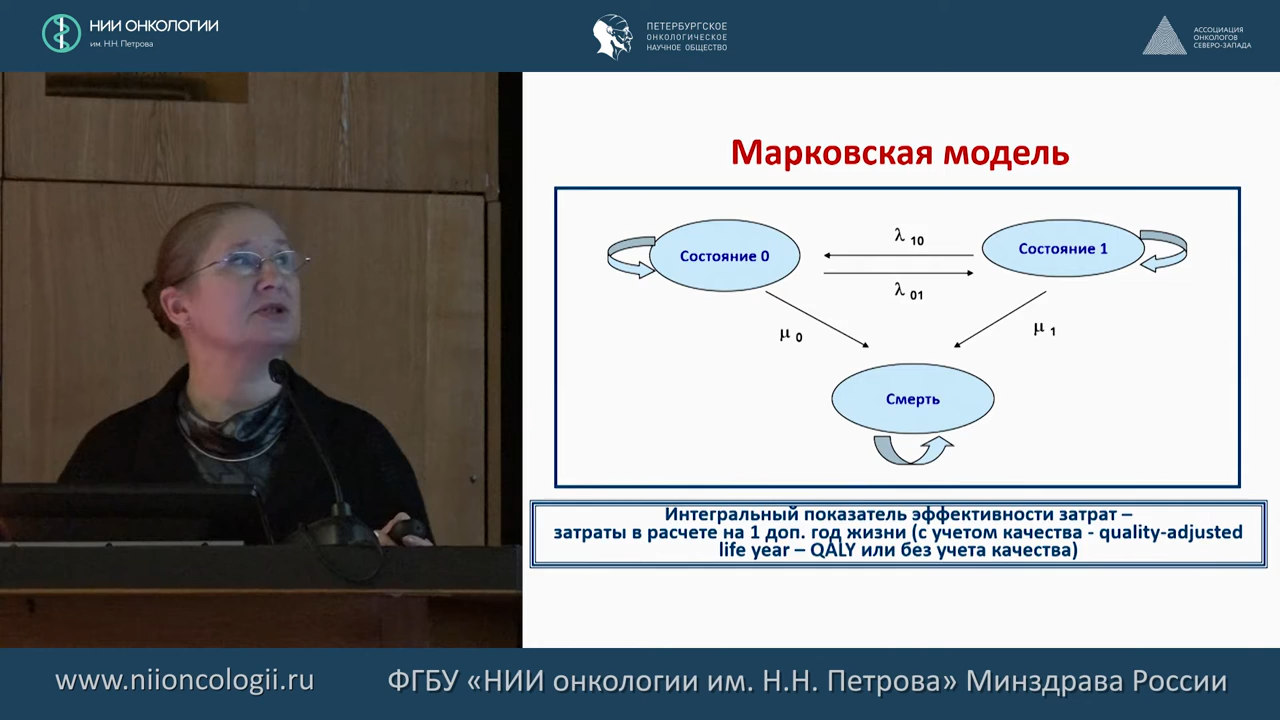 НИИ ОНКОЛОГИИ
им. Н.Н. Петрова
ПЕТЕРБУРГСКОЕ
ОНКОЛОГИЧЕСКОЕ
НАУЧНОЕ ОБЩЕСТВО
АССОЦИАЦИЯ
ОНКОЛОГОВ
СЕВЕРО-ЗАПАДА
Марковская модель
Состояние 0
λ 10
Состояние 1
λ 01
μ 0
μ 1
Смерть
Интегральный показатель эффективности затрат –
затраты в расчете на 1 доп. год жизни (с учетом качества - quality-adjusted
life year – QALY или без учета качества)
www.niioncologii.ru
ФГБУ «НИИ онкологии им. Н.Н. Петрова» Минздрава России